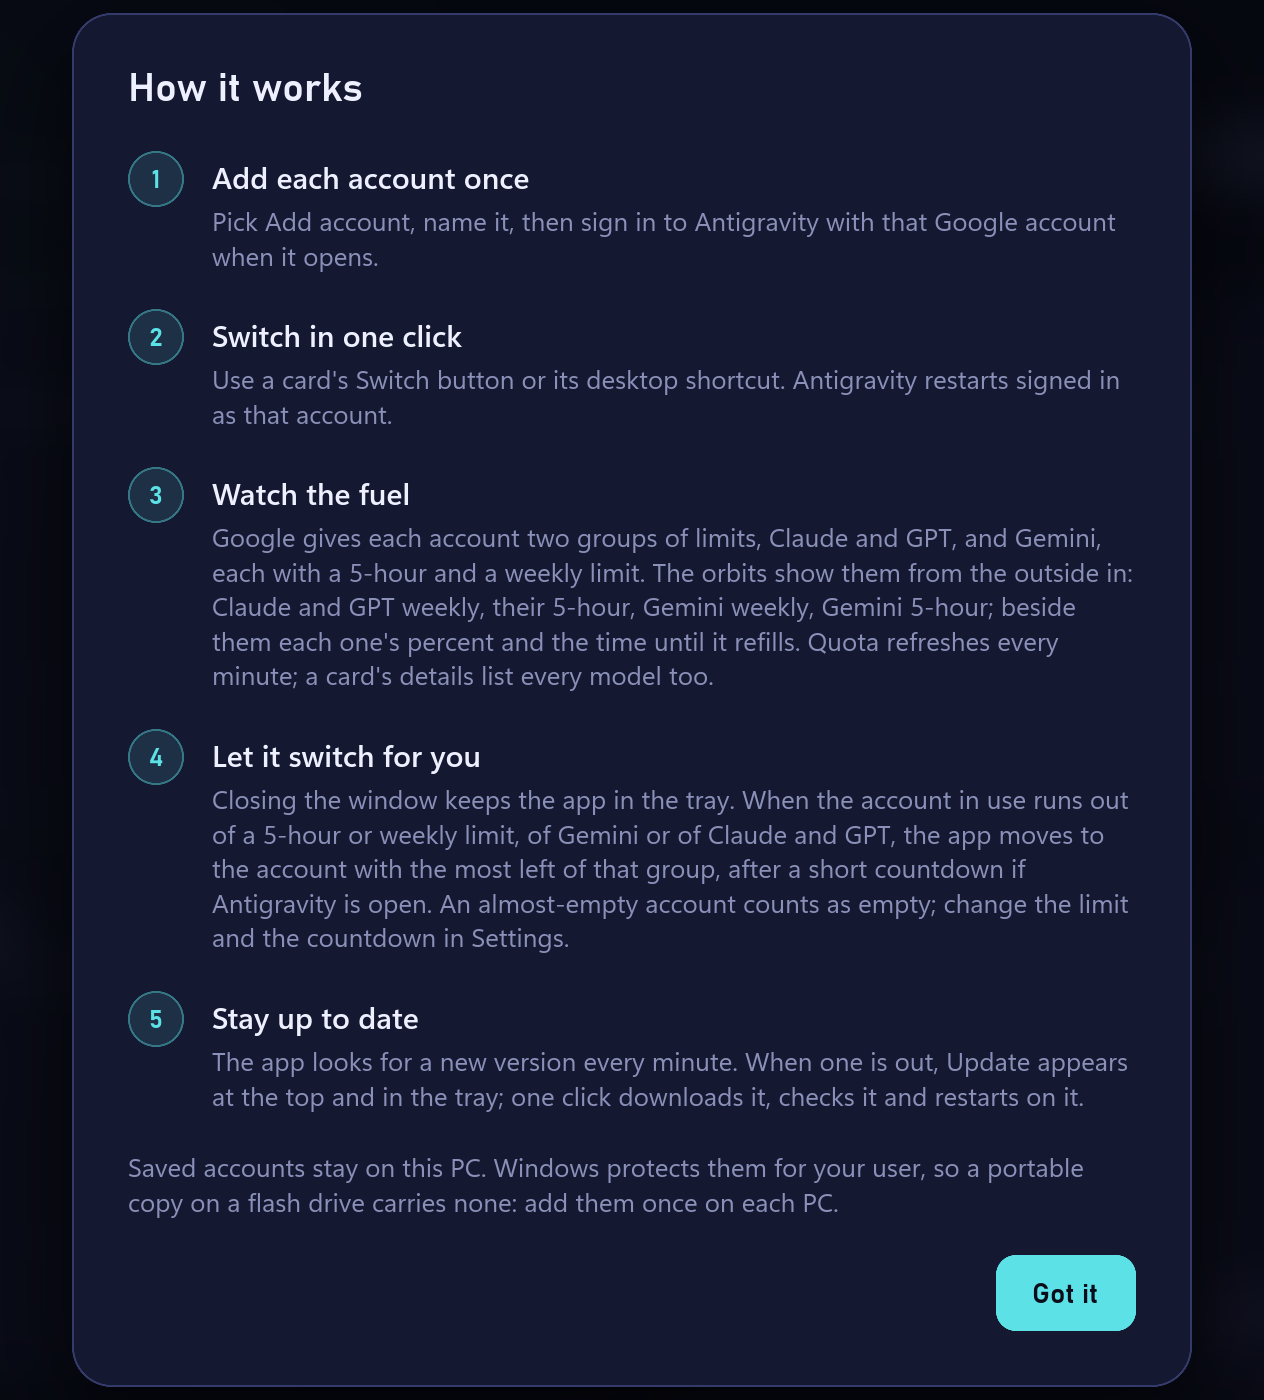 How it works
1
Add each account once
Pick Add account, name it, then sign in to Antigravity with that Google account
when it opens.
2
Switch in one click
Use a card's Switch button or its desktop shortcut. Antigravity restarts signed in
as that account.
3
Watch the fuel
Google gives each account two groups of limits, Claude and GPT, and Gemini,
each with a 5-hour and a weekly limit. The orbits show them from the outside in:
Claude and GPT weekly, their 5-hour, Gemini weekly, Gemini 5-hour; beside
them each one's percent and the time until it refills. Quota refreshes every
minute; a card's details list every model too.
4
Let it switch for you
Closing the window keeps the app in the tray. When the account in use runs out
of a 5-hour or weekly limit, of Gemini or of Claude and GPT, the app moves to
the account with the most left of that group, after a short countdown if
Antigravity is open. An almost-empty account counts as empty; change the limit
and the countdown in Settings.
5
Stay up to date
The app looks for a new version every minute. When one is out, Update appears
at the top and in the tray; one click downloads it, checks it and restarts on it.
Saved accounts stay on this PC. Windows protects them for your user, so a portable
copy on a flash drive carries none: add them once on each PC.
Got it